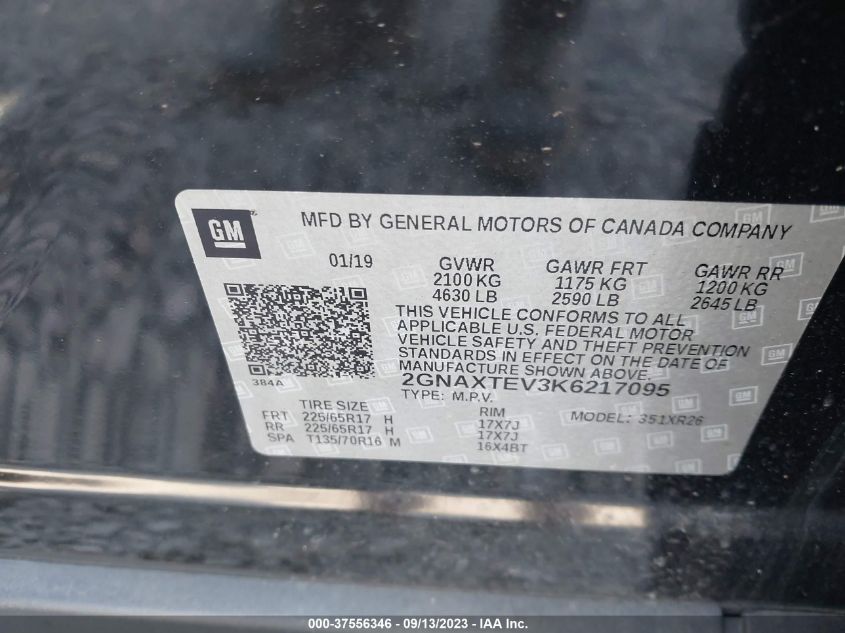 GM
MFD BY GENERAL MOTORS OF CANADA COMPANY
01/19 GVWR GAWR FRT GAWR RR
2100 KG 1175 KG 1200 KG
4630 LB 2590 LB 2645 LB
THIS VEHICLE CONFORMS TO ALL
APPLICABLE U.S. FEDERAL MOTOR
VEHICLE SAFETY AND THEFT PREVENTION
STANDARDS IN EFFECT ON THE DATE OF
MANUFACTURE SHOWN ABOVE
384A 2GNAXTEV3K6217095
TYPE: M.P.V. MODEL: 351XR26
TIRE SIZE RIM
FRT 225/65R17 H 17X7J
RR 225/65R17 H 17X7J
SPA T135/70R16 M 16X4BT
000-37556346 - 09/13/2023 - IAA Inc.